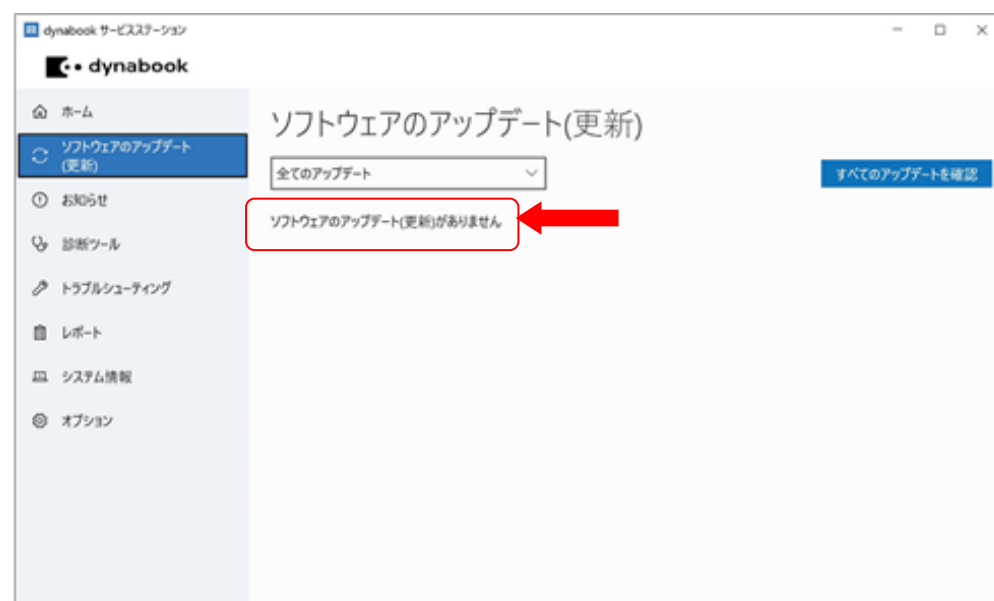 dynabook サービスステーション
dynabook
ホーム
ソフトウェアのアップデート
(更新)
お知らせ
診断ツール
トラブルシューティング
レポート
システム情報
オプション
ソフトウェアのアップデート(更新)
全てのアップデート
すべてのアップデートを確認
ソフトウェアのアップデート(更新)がありません